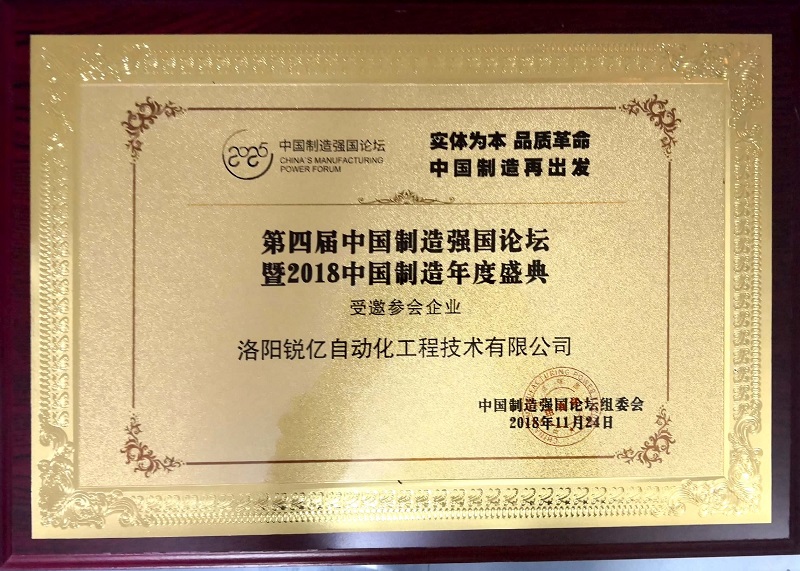 2025
中国制造强国论坛
CHINA'S MANUFACTURING
POWER FORUM
实体为本 品质革命
中国制造再出发
第四届中国制造强国论坛
暨2018中国制造年度盛典
受邀参会企业
洛阳锐亿自动化工程技术有限公司
中国制造强国论坛组委会
2018年11月24日